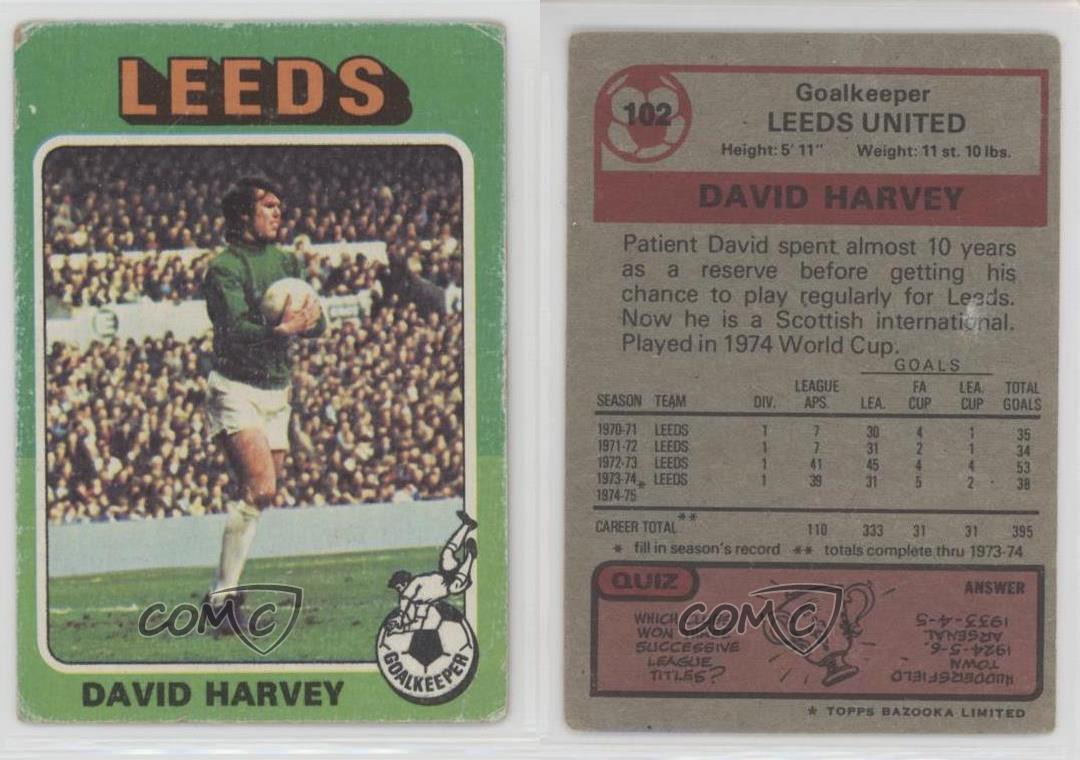 LEEDS
GOALKEEPER
DAVID HARVEY
COMC
102
Goalkeeper
LEEDS UNITED
Height: 5' 11" Weight: 11 st. 10 lbs.
DAVID HARVEY
Patient David spent almost 10 years
as a reserve before getting his
chance to play regularly for Leeds.
Now he is a Scottish international.
Played in 1974 World Cup.
GOALS
LEAGUE FA LEA. TOTAL
SEASON TEAM DIV. APS. LEA. CUP CUP GOALS
1970-71 LEEDS 1 7 30 4 1 35
1971-72 LEEDS 1 7 31 2 1 34
1972-73 LEEDS 1 41 45 4 4 53
1973-74 LEEDS 1 39 31 5 2 38
1974-75 *
CAREER TOTAL ** 110 333 31 31 395
* fill in season's record ** totals complete thru 1973-74
QUIZ ANSWER
WHICH
WON
SUCCESSIVE
LEAGUE
TITLE?
HUDDERSFIELD
TOWN
1924-5-6.
ARSENAL
1933-4-5
COMC
* TOPPS BAZOOKA LIMITED